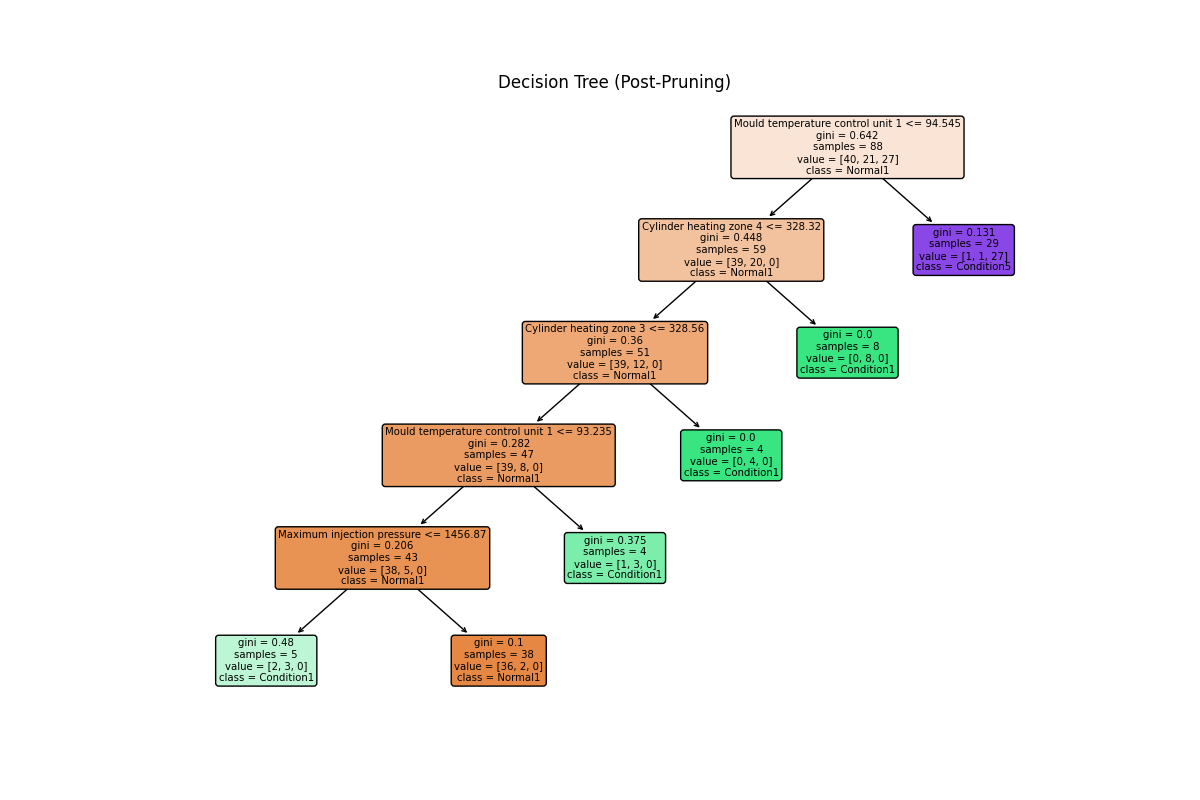 Decision Tree (Post-Pruning)
Mould temperature control unit 1 <= 94.545
gini = 0.642
samples = 88
value = [40, 21, 27]
class = Normal1
Cylinder heating zone 4 <= 328.32
gini = 0.448
samples = 59
value = [39, 20, 0]
class = Normal1
gini = 0.131
samples = 29
value = [1, 1, 27]
class = Condition5
Cylinder heating zone 3 <= 328.56
gini = 0.36
samples = 51
value = [39, 12, 0]
class = Normal1
gini = 0.0
samples = 8
value = [0, 8, 0]
class = Condition1
Mould temperature control unit 1 <= 93.235
gini = 0.282
samples = 47
value = [39, 8, 0]
class = Normal1
gini = 0.0
samples = 4
value = [0, 4, 0]
class = Condition1
Maximum injection pressure <= 1456.87
gini = 0.206
samples = 43
value = [38, 5, 0]
class = Normal1
gini = 0.375
samples = 4
value = [1, 3, 0]
class = Condition1
gini = 0.48
samples = 5
value = [2, 3, 0]
class = Condition1
gini = 0.1
samples = 38
value = [36, 2, 0]
class = Normal1